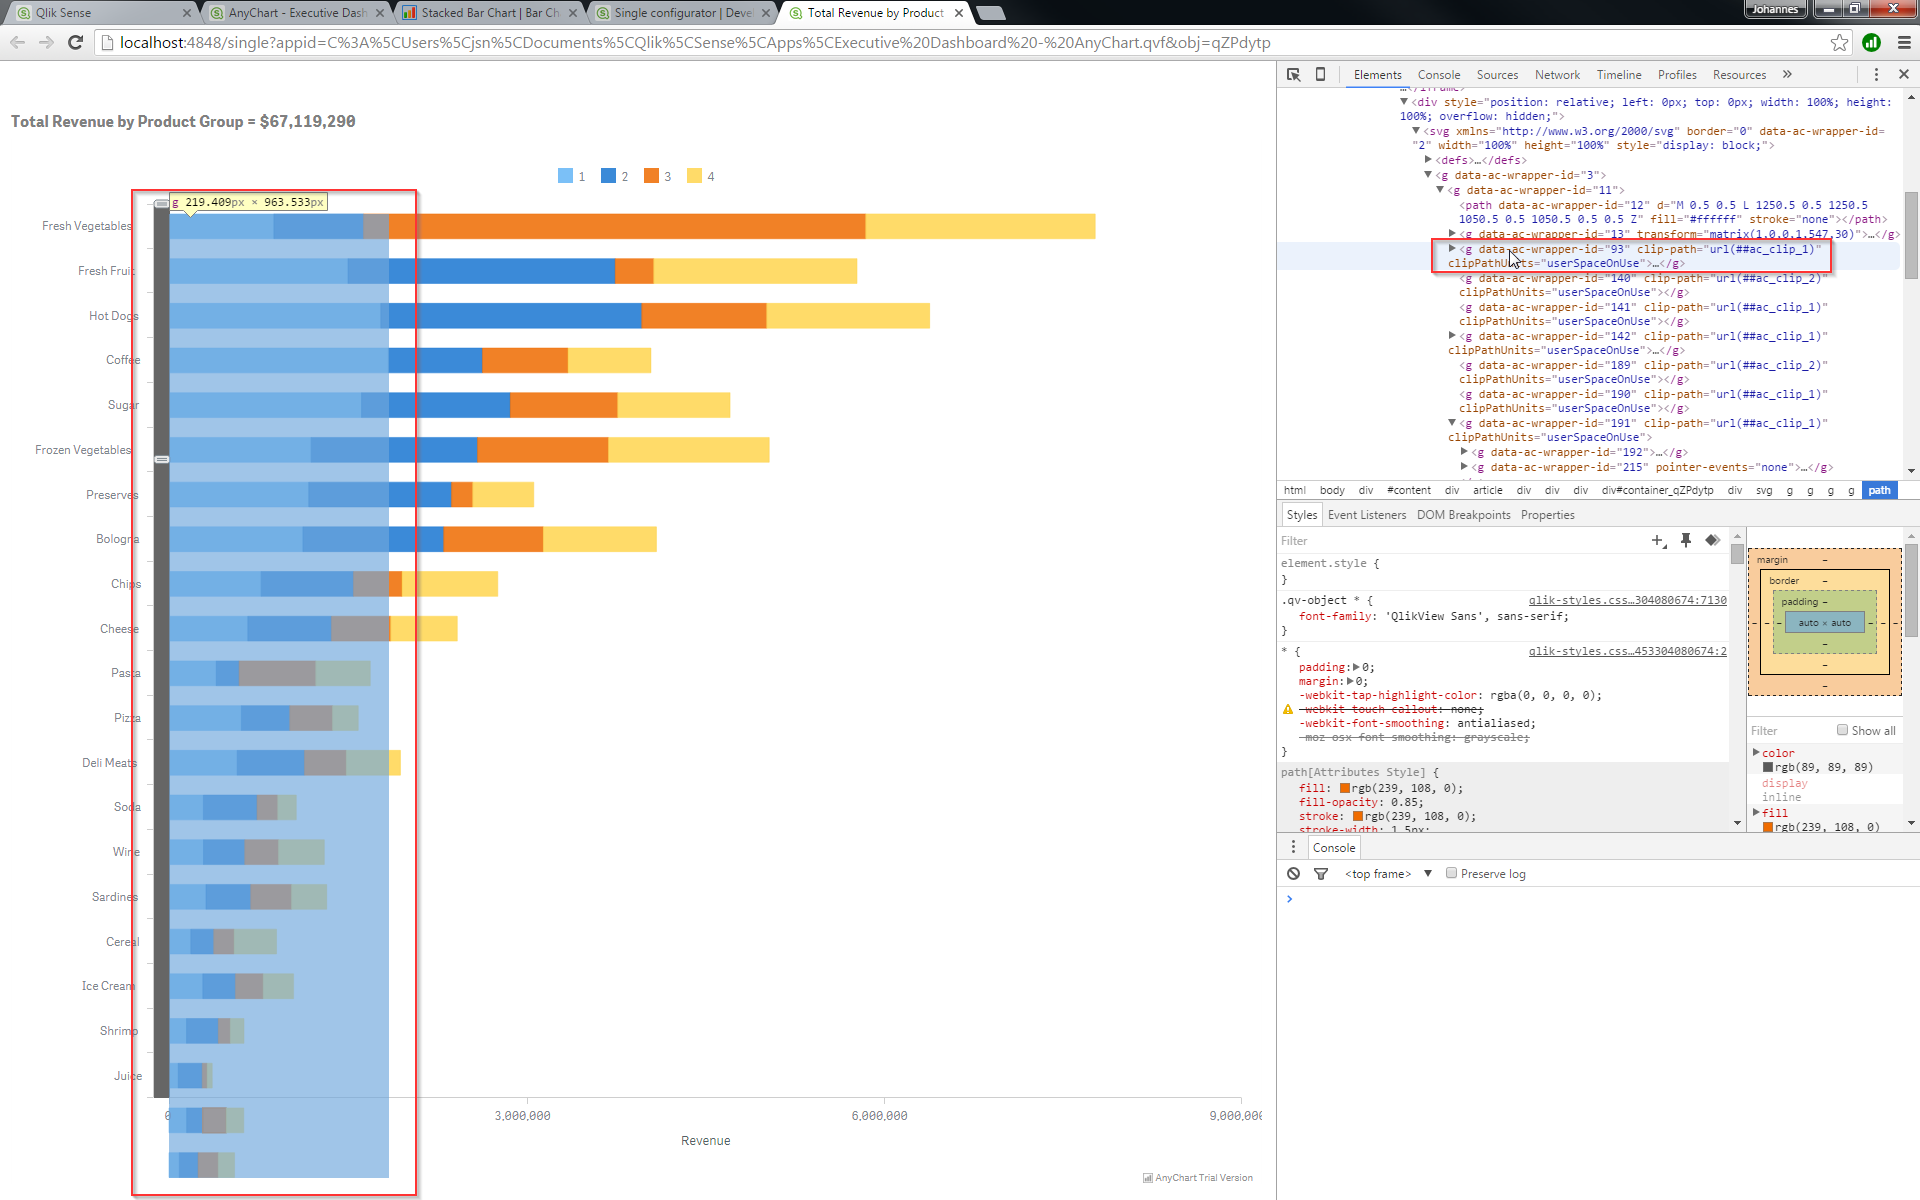 Qlik Sense
AnyChart - Executive Dash
Stacked Bar Chart | Bar Ch
Single configurator | Deve
Total Revenue by Product
Johannes
localhost:4848/single?appid=C%3A%5CUsers%5Cjsn%5CDocuments%5CQlik%5CSense%5CApps%5CExecutive%20Dashboard%20-%20AnyChart.qvf&obj=qZPdytp
Total Revenue by Product Group = $67,119,290
1 2 3 4
g 219.409px × 963.533px
Fresh Vegetables
Fresh Fruit
Hot Dogs
Coffee
Sugar
Frozen Vegetables
Preserves
Bologna
Chips
Cheese
Pasta
Pizza
Deli Meats
Soda
Wine
Sardines
Cereal
Ice Cream
Shrimp
Juice
3,000,000 6,000,000
Revenue
AnyChart Trial Version
Elements Console Sources Network Timeline Profiles Resources »
…</iframe>
<div style="position: relative; left: 0px; top: 0px; width: 100%; height:
100%; overflow: hidden;">
<svg xmlns="http://www.w3.org/2000/svg" border="0" data-ac-wrapper-id=
"2" width="100%" height="100%" style="display: block;">
<defs>…</defs>
<g data-ac-wrapper-id="3">
<g data-ac-wrapper-id="11">
<path data-ac-wrapper-id="12" d="M 0.5 0.5 L 1250.5 0.5 1250.5
1050.5 0.5 1050.5 0.5 0.5 Z" fill="#ffffff" stroke="none"></path>
<g data-ac-wrapper-id="13" transform="matrix(1,0,0,1,547,30)">…</g>
<g data-ac-wrapper-id="93" clip-path="url(##ac_clip_1)"
clipPathUnits="userSpaceOnUse">…</g>
<g data-ac-wrapper-id="140" clip-path="url(##ac_clip_2)
clipPathUnits="userSpaceOnUse"></g>
<g data-ac-wrapper-id="141" clip-path="url(##ac_clip_1)"
clipPathUnits="userSpaceOnUse"></g>
<g data-ac-wrapper-id="142" clip-path="url(##ac_clip_1)"
clipPathUnits="userSpaceOnUse">…</g>
<g data-ac-wrapper-id="189" clip-path="url(##ac_clip_2)"
clipPathUnits="userSpaceOnUse"></g>
<g data-ac-wrapper-id="190" clip-path="url(##ac_clip_1)"
clipPathUnits="userSpaceOnUse"></g>
<g data-ac-wrapper-id="191" clip-path="url(##ac_clip_1)"
clipPathUnits="userSpaceOnUse">
<g data-ac-wrapper-id="192">…</g>
<g data-ac-wrapper-id="215" pointer-events="none">…</g>
html body div #content div article div div div div#container_qZPdytp div svg g g g g path
Styles Event Listeners DOM Breakpoints Properties
Filter
element.style {
}
.qv-object * { qlik-styles.css…304080674:7130
font-family: 'QlikView Sans', sans-serif;
}
* { qlik-styles.css…453304080674:2
padding: 0;
margin: 0;
-webkit-tap-highlight-color: rgba(0, 0, 0, 0);
-webkit-touch-callout: none;
-webkit-font-smoothing: antialiased;
-moz-osx-font-smoothing: grayscale;
}
path[Attributes Style] {
fill: rgb(239, 108, 0);
fill-opacity: 0.85;
stroke: rgb(239, 108, 0);
stroke-width: 1.5px;
margin –
border –
padding –
– – – auto × auto – – –
–
–
–
Filter Show all
color
rgb(89, 89, 89)
display
inline
fill
rgb(239, 108, 0)
Console
<top frame> ▼ Preserve log
>